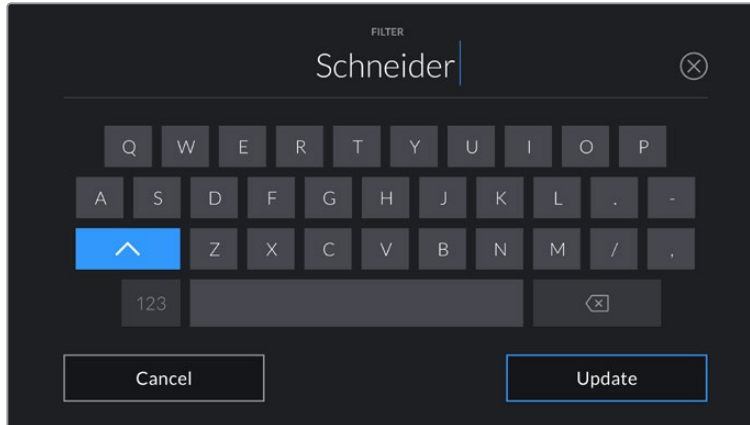 FILTER
Schneider
Q W E R T Y U I O P
A S D F G H J K L . -
Z X C V B N M / ,
123
Cancel Update